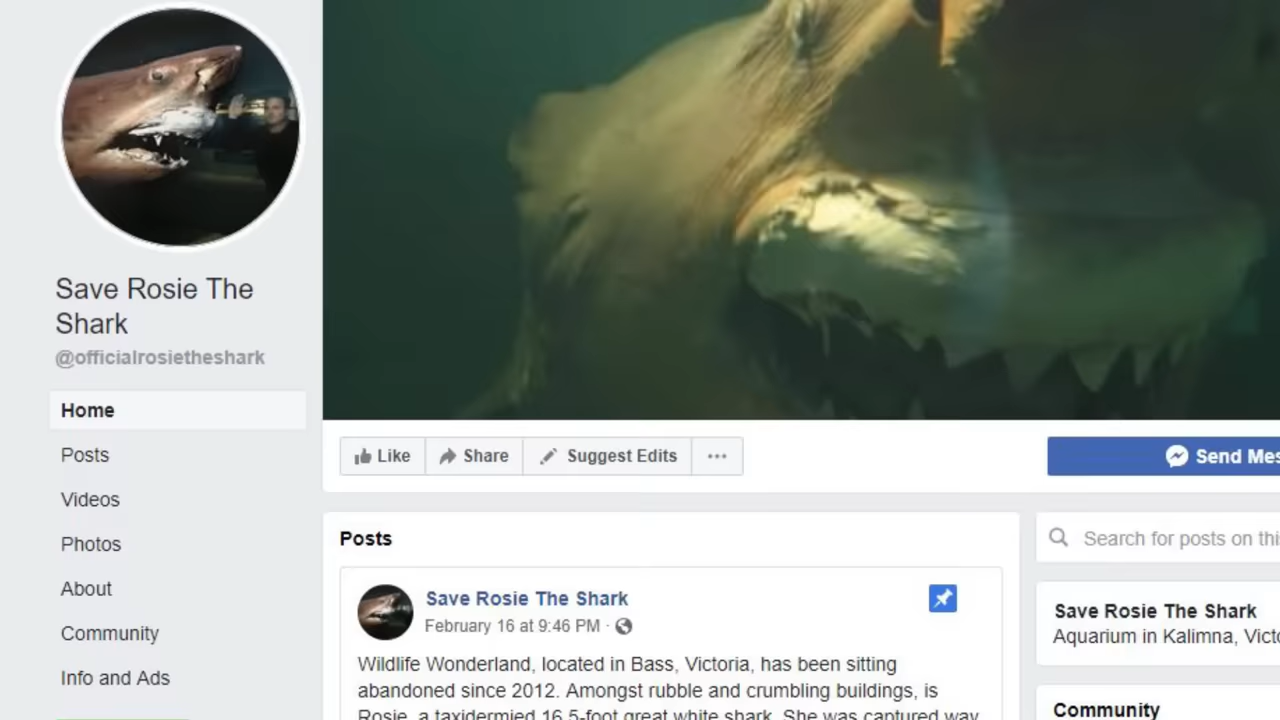 Save Rosie The
Shark
@officialrosietheshark
Home
Posts
Videos
Photos
About
Community
Info and Ads
Like
Share
Suggest Edits
Send Mes
Posts
Save Rosie The Shark
February 16 at 9:46 PM ·
Wildlife Wonderland, located in Bass, Victoria, has been sitting
abandoned since 2012. Amongst rubble and crumbling buildings, is
Rosie, a taxidermied 16.5-foot great white shark. She was captured way
Search for posts on thi
Save Rosie The Shark
Aquarium in Kalimna, Victo
Community